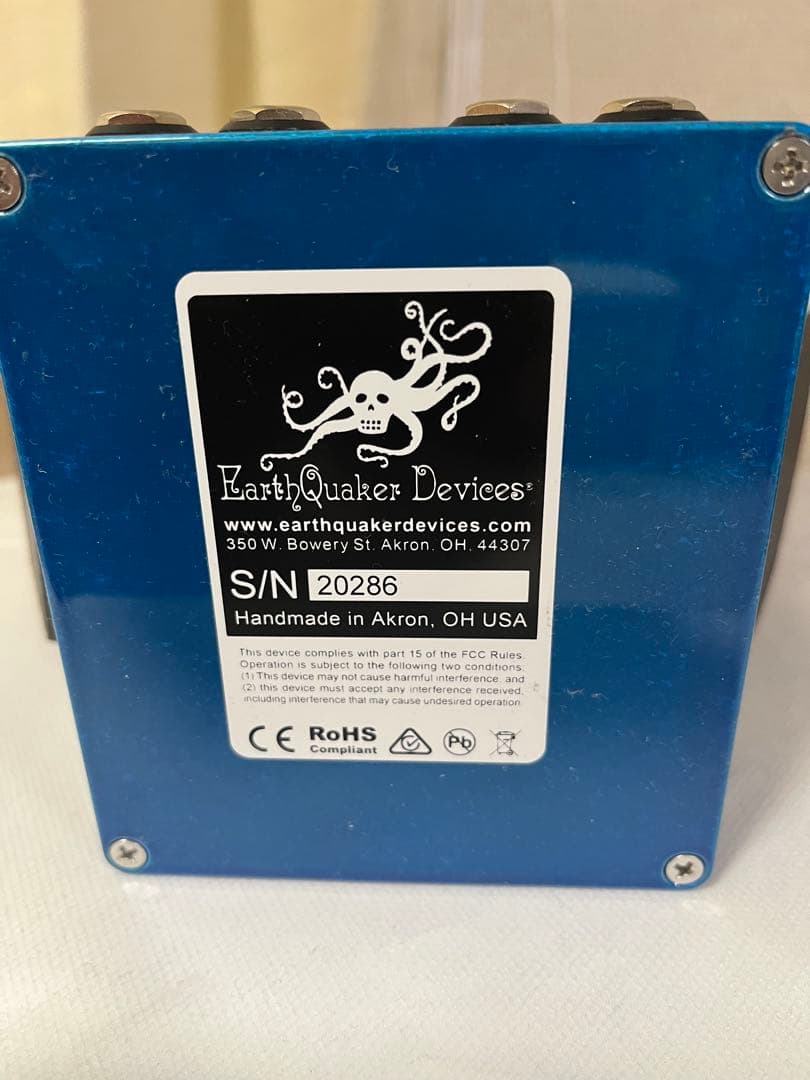 EarthQuaker Devices®
www.earthquakerdevices.com
350 W. Bowery St. Akron, OH. 44307
S/N 20286
Handmade in Akron, OH USA
This device complies with part 15 of the FCC Rules.
Operation is subject to the following two conditions:
(1) This device may not cause harmful interference, and
(2) this device must accept any interference received,
including interference that may cause undesired operation.
CE RoHS Pb
Compliant